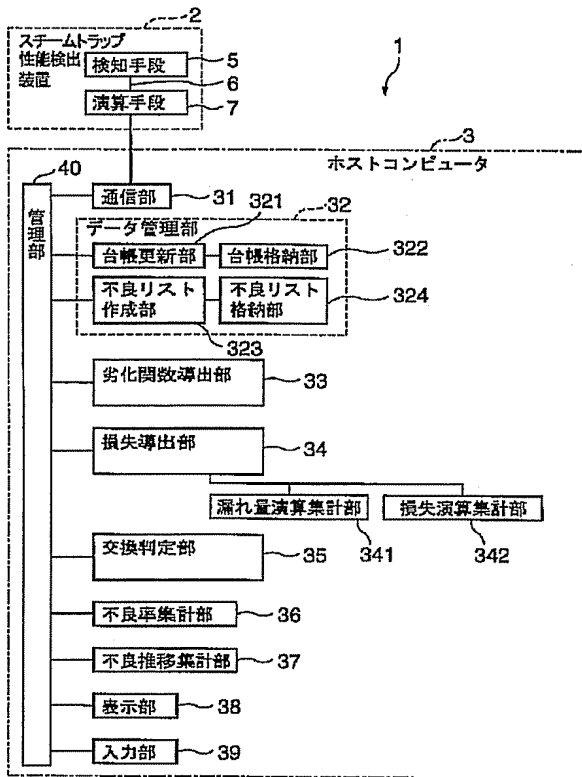 2
スチームトラップ
性能検出
装置
検知手段
5
6
演算手段
7
1
3
ホストコンピュータ
40
管理部
通信部
31
321
32
データ管理部
台帳更新部
台帳格納部
322
不良リスト
作成部
不良リスト
格納部
324
323
劣化関数導出部
33
損失導出部
34
漏れ量演算集計部
損失演算集計部
341
342
交換判定部
35
不良率集計部
36
不良推移集計部
37
表示部
38
入力部
39